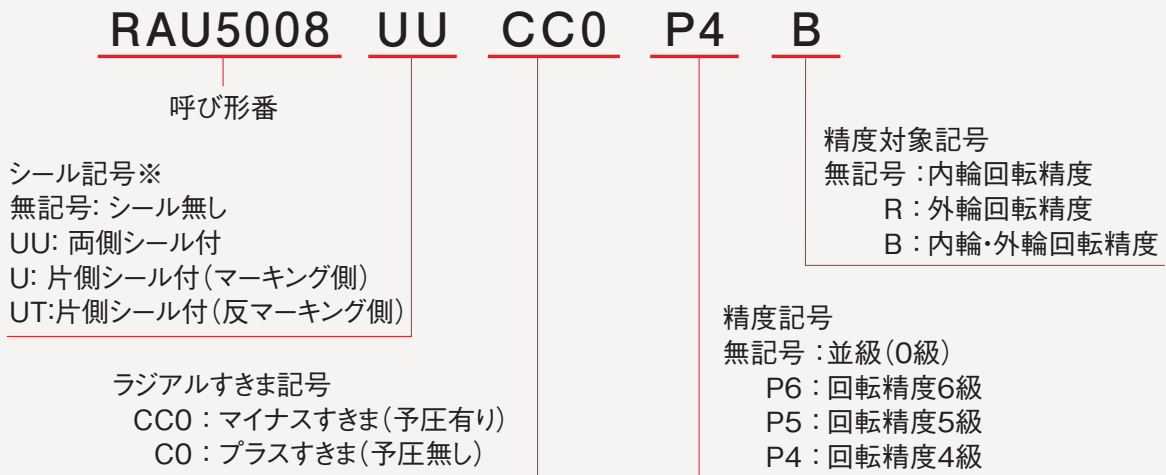 RAU5008 UU CC0 P4 B
呼び形番
シール記号※
無記号: シール無し
UU: 両側シール付
U: 片側シール付(マーキング側)
UT:片側シール付(反マーキング側)
ラジアルすきま記号
CC0：マイナスすきま(予圧有り)
C0：プラスすきま(予圧無し)
精度対象記号
無記号：内輪回転精度
R：外輪回転精度
B：内輪・外輪回転精度
精度記号
無記号：並級(0級)
P6：回転精度6級
P5：回転精度5級
P4：回転精度4級